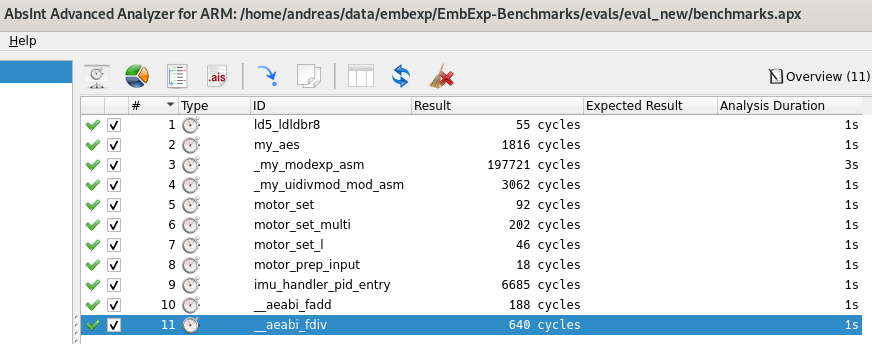 AbsInt Advanced Analyzer for ARM: /home/andreas/data/embexp/EmbExp-Benchmarks/evals/eval_new/benchmarks.apx
Help
.ais Overview (11)
# Type ID Result Expected Result Analysis Duration
1 ld5_ldldbr8 55 cycles 1s
2 my_aes 1816 cycles 1s
3 _my_modexp_asm 197721 cycles 3s
4 _my_uidivmod_mod_asm 3062 cycles 1s
5 motor_set 92 cycles 1s
6 motor_set_multi 202 cycles 1s
7 motor_set_l 46 cycles 1s
8 motor_prep_input 18 cycles 1s
9 imu_handler_pid_entry 6685 cycles 1s
10 __aeabi_fadd 188 cycles 1s
11 __aeabi_fdiv 640 cycles 1s